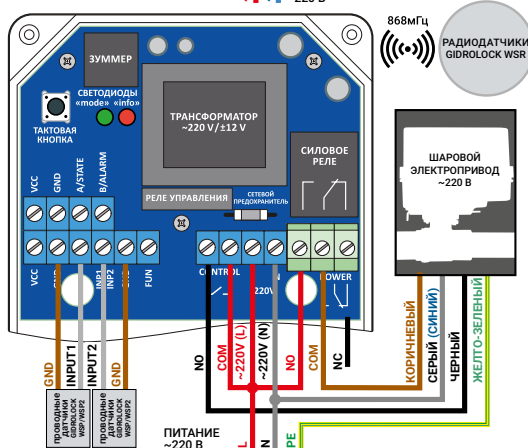 ~220 В
868мГц
РАДИОДАТЧИКИ
GIDROLOCK WSR
ЗУММЕР
СВЕТОДИОДЫ
«mode» «info»
ТАКТОВАЯ
КНОПКА
ТРАНСФОРМАТОР
~220 V/±12 V
СИЛОВОЕ
РЕЛЕ
РЕЛЕ УПРАВЛЕНИЯ
СЕТЕВОЙ
ПРЕДОХРАНИТЕЛЬ
ШАРОВОЙ
ЭЛЕКТРОПРИВОД
~220 В
VCC
GND
A/STATE
B/ALARM
VCC
INP1
INP2
FUN
CONTROL
220V
POWER
GND
INPUT1
INPUT2
GND
NO
COM
~220V (L)
~220V (N)
NO
COM
NC
КОРИЧНЕВЫЙ
СЕРЫЙ (СИНИЙ)
ЧЕРНЫЙ
ЖЕЛТО-ЗЕЛЕНЫЙ
проводные
датчики
GIDROLOCK
WSP/WSP2
проводные
датчики
GIDROLOCK
WSP/WSP2
ПИТАНИЕ
~220 В
L
N
PE